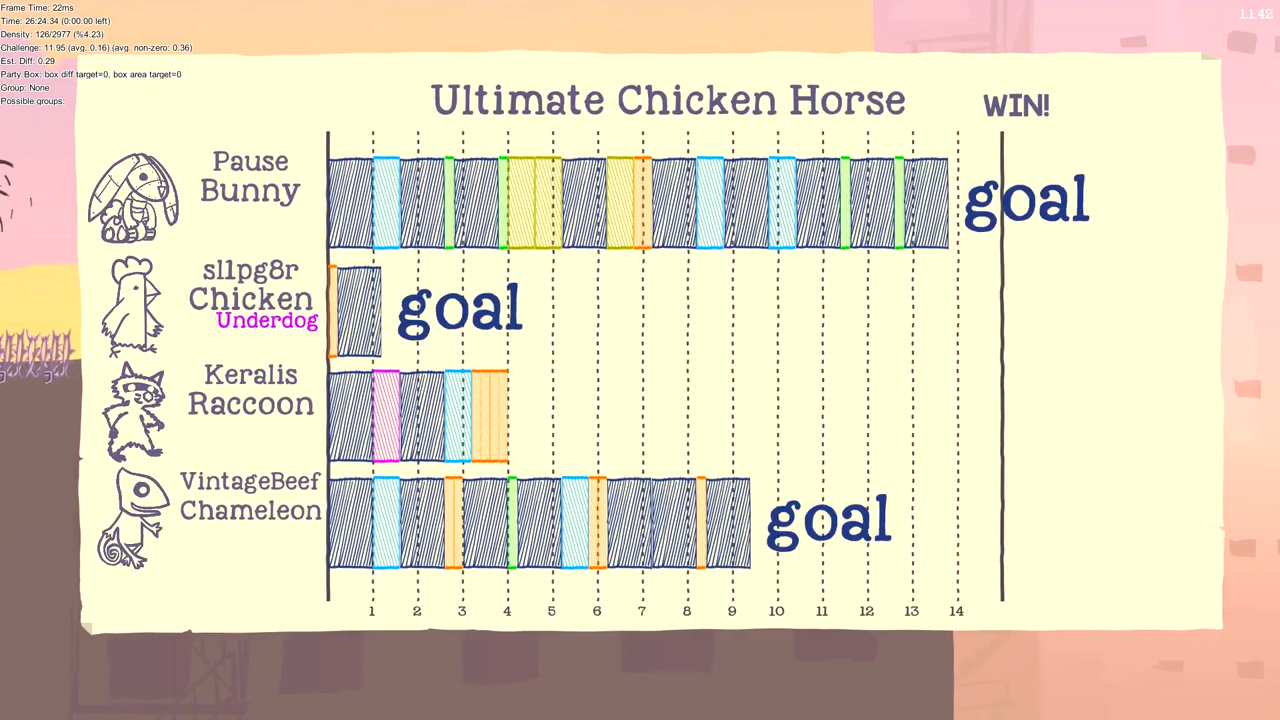 Frame Time: 22ms
Time: 26:24.34 (0:00.00 left)
Density: 126/2977 (%4.23)
Challenge: 11.95 (avg. 0.16) (avg. non-zero: 0.36)
Est. Diff: 0.29
Party Box: box diff target=0, box area target=0
Group: None
Possible groups:
1.1.42
Ultimate Chicken Horse
WIN!
Pause
Bunny
goal
sl1pg8r
Chicken
Underdog
goal
Keralis
Raccoon
VintageBeef
Chameleon
goal
1 2 3 4 5 6 7 8 9 10 11 12 13 14